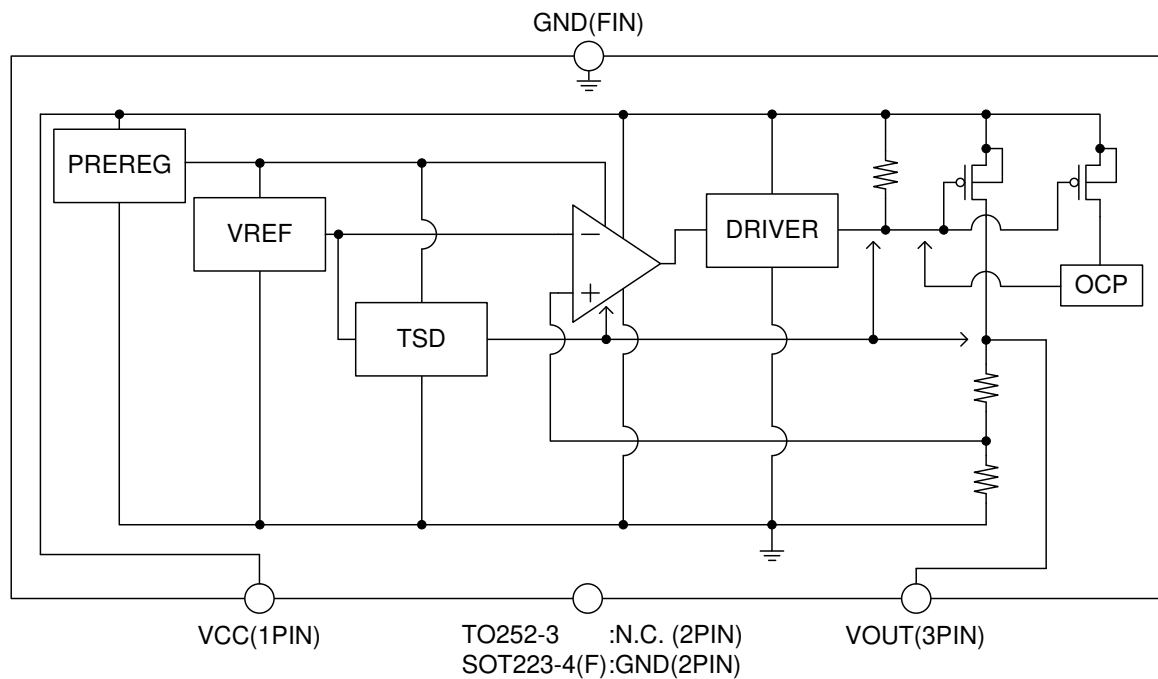 GND(FIN)
PREREG
VREF
DRIVER
OCP
TSD
VCC(1PIN)
TO252-3 :N.C. (2PIN)
SOT223-4(F):GND(2PIN)
VOUT(3PIN)